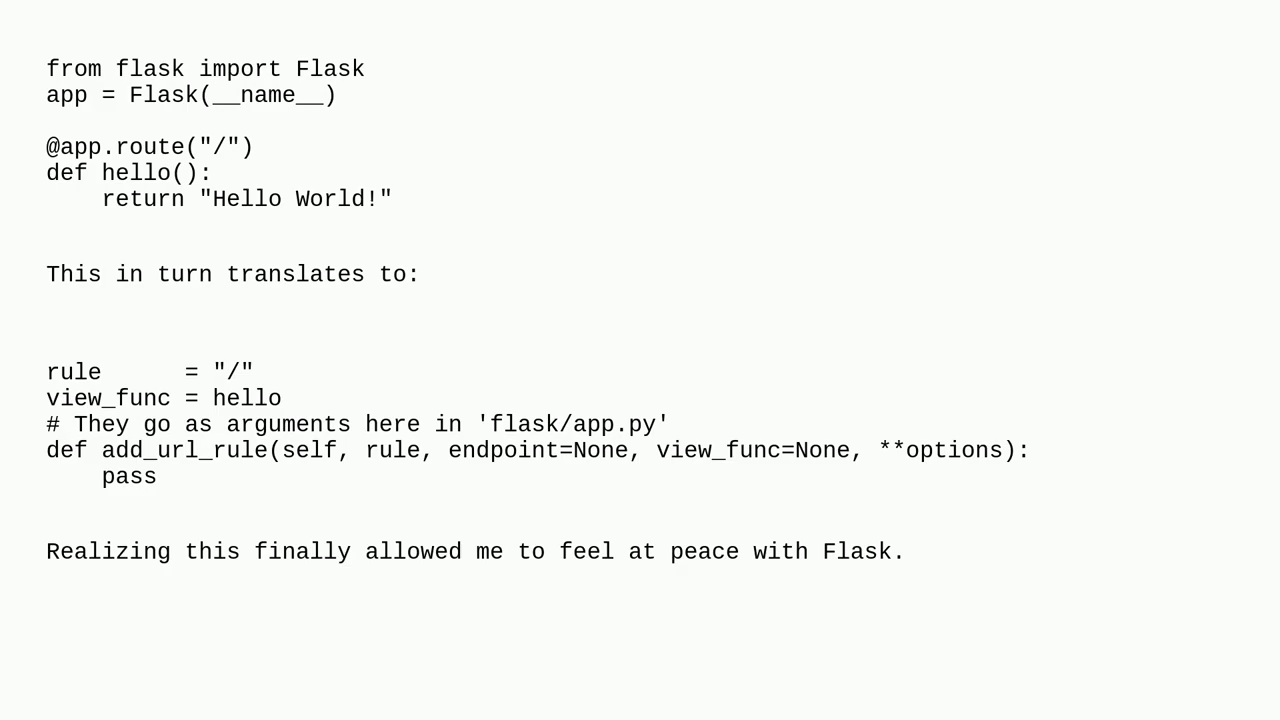 from flask import Flask
app = Flask(__name__)
@app.route("/")
def hello():
    return "Hello World!"
This in turn translates to:
rule      = "/"
view_func = hello
# They go as arguments here in 'flask/app.py'
def add_url_rule(self, rule, endpoint=None, view_func=None, **options):
    pass
Realizing this finally allowed me to feel at peace with Flask.